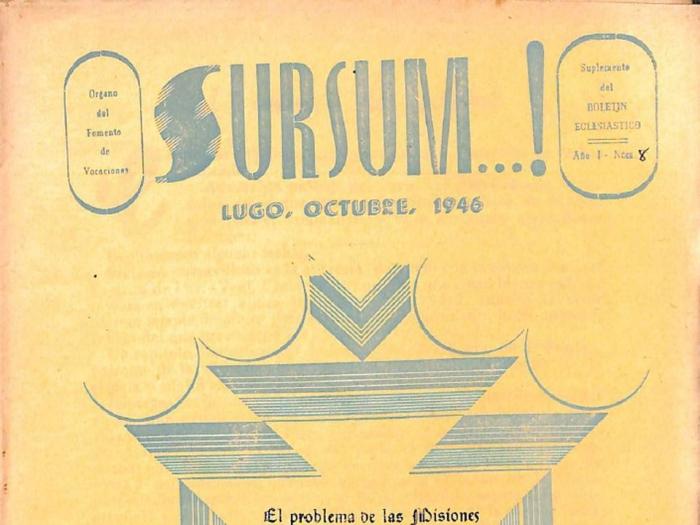 Organo
del
Fomento
de
Vocaciones
SURSUM...!
Suplemento
del
BOLETIN
ECLESIASTICO
Año I - Núm. 8
LUGO, OCTUBRE, 1946
El problema de las Misiones